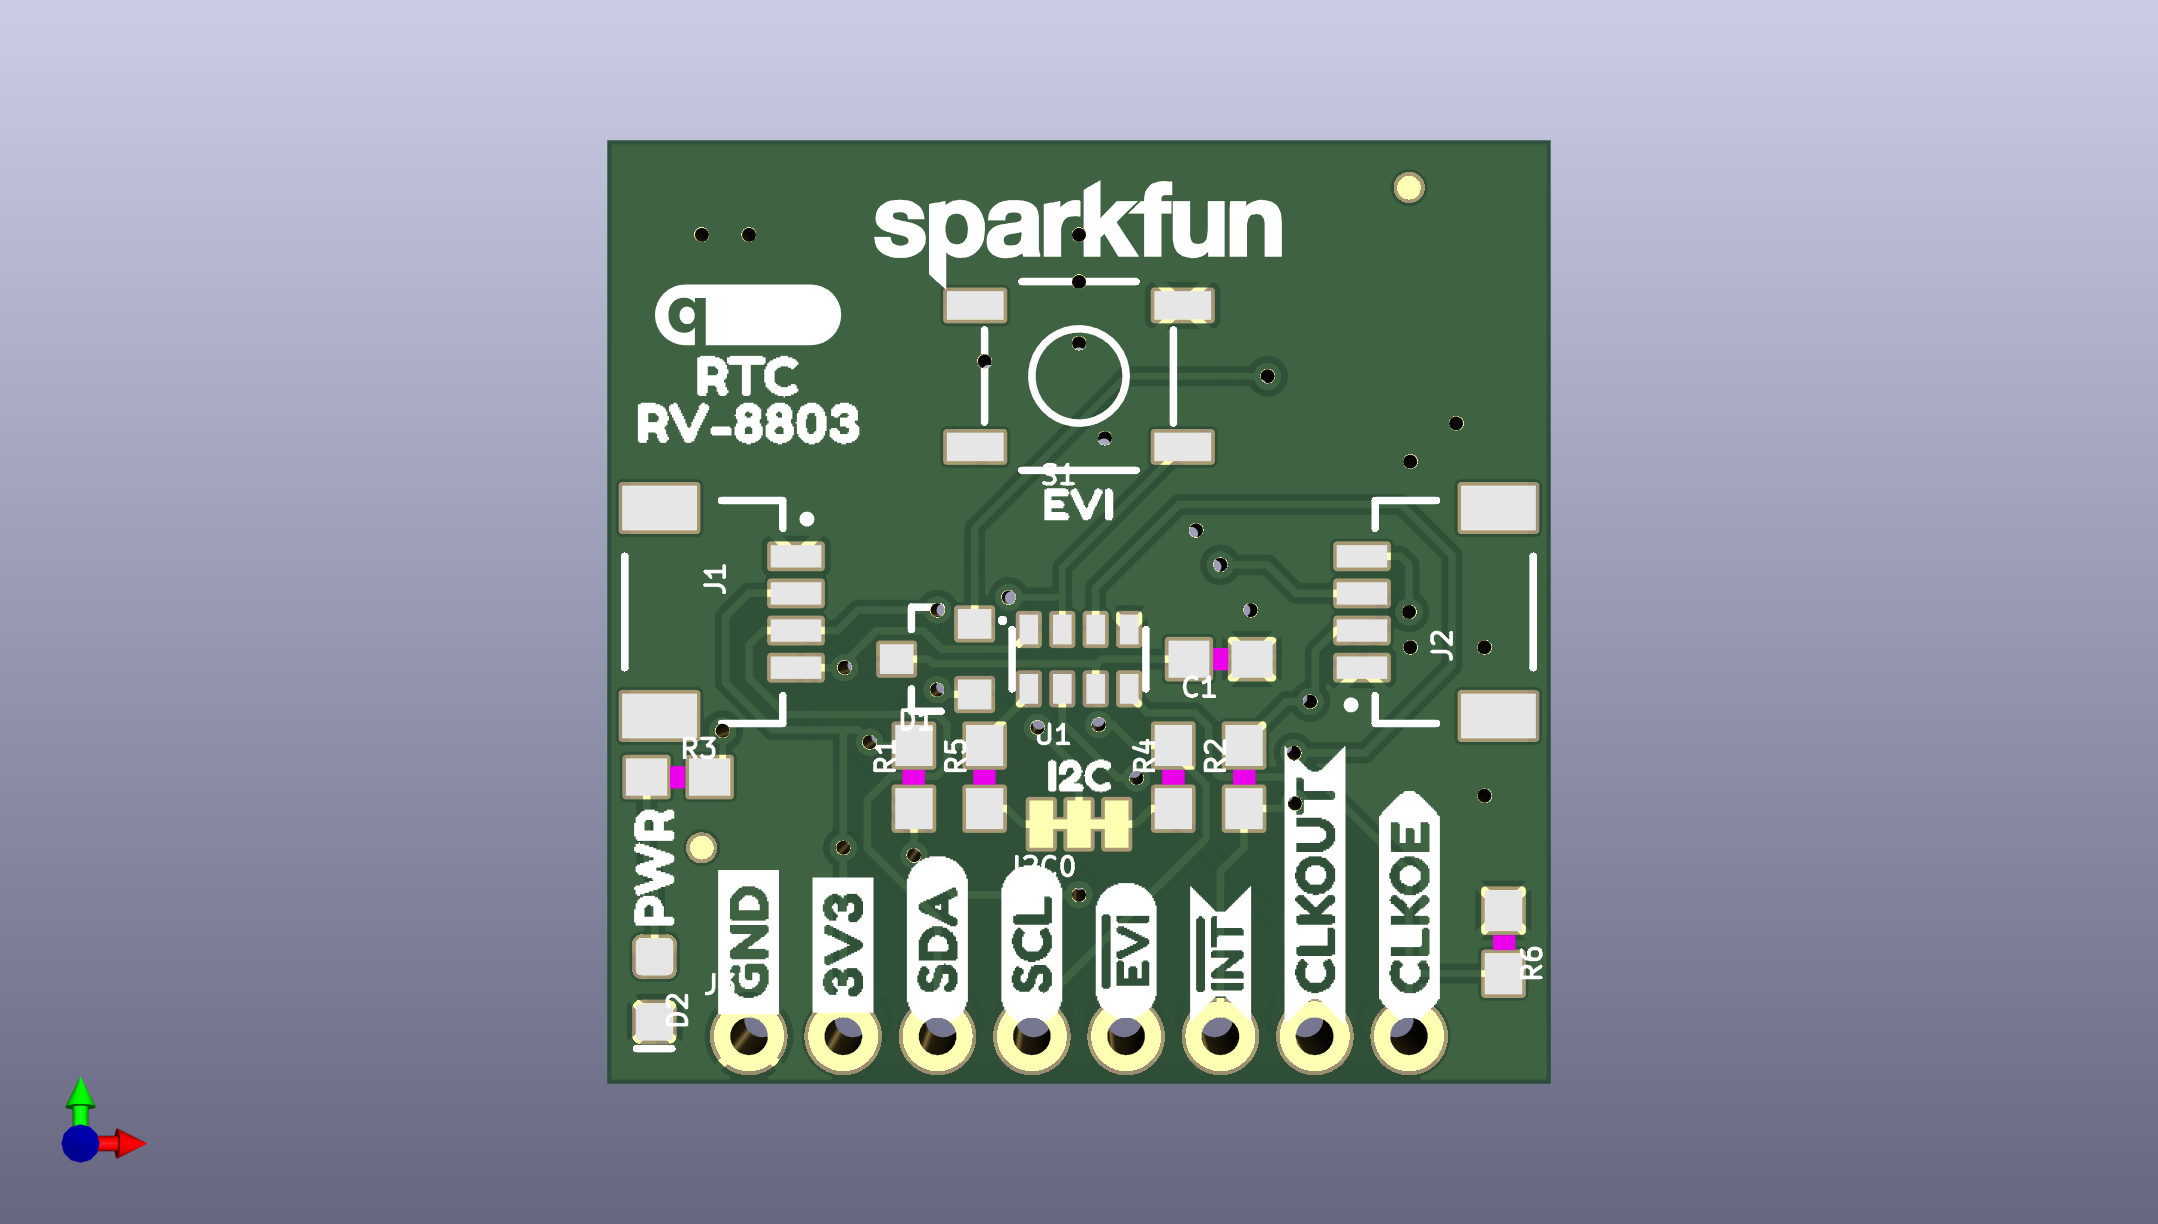 sparkfun
q
RTC
RV-8803
S1
EVI
J1
J2
C1
D1
U1
R3
R1
R5
R4
R2
I2C
PWR
GND
3V3
SDA
SCL
EVI
INT
CLKOUT
CLKOE
R6
D2